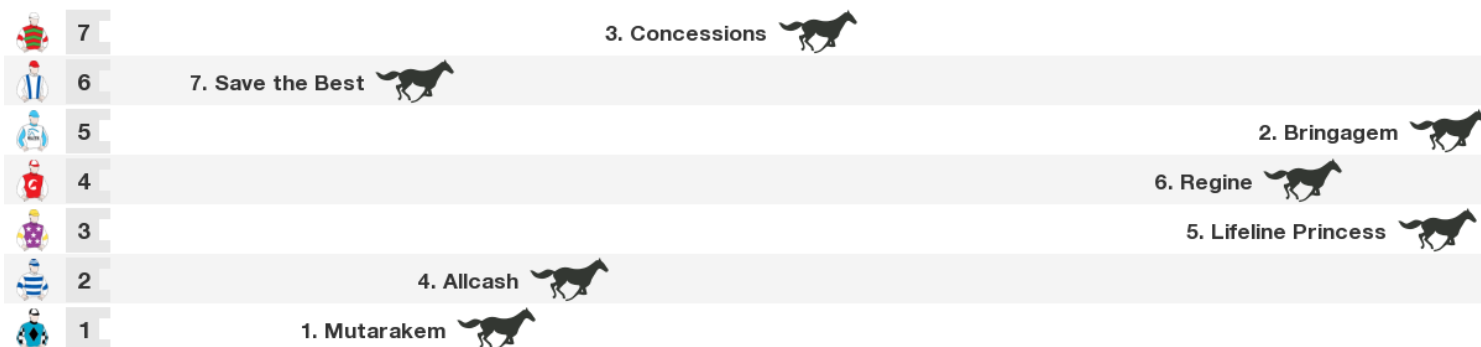 7 3. Concessions
6 7. Save the Best
5 2. Bringagem
4 6. Regine
3 5. Lifeline Princess
2 4. Allcash
1 1. Mutarakem